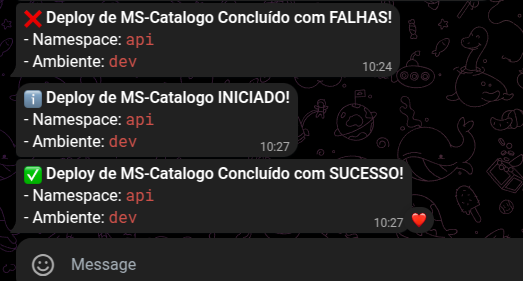 ❌ Deploy de MS-Catalogo Concluído com FALHAS!
- Namespace: api
- Ambiente: dev
10:24
ℹ️ Deploy de MS-Catalogo INICIADO!
- Namespace: api
- Ambiente: dev
10:27
✅ Deploy de MS-Catalogo Concluído com SUCESSO!
- Namespace: api
- Ambiente: dev
10:27
Message